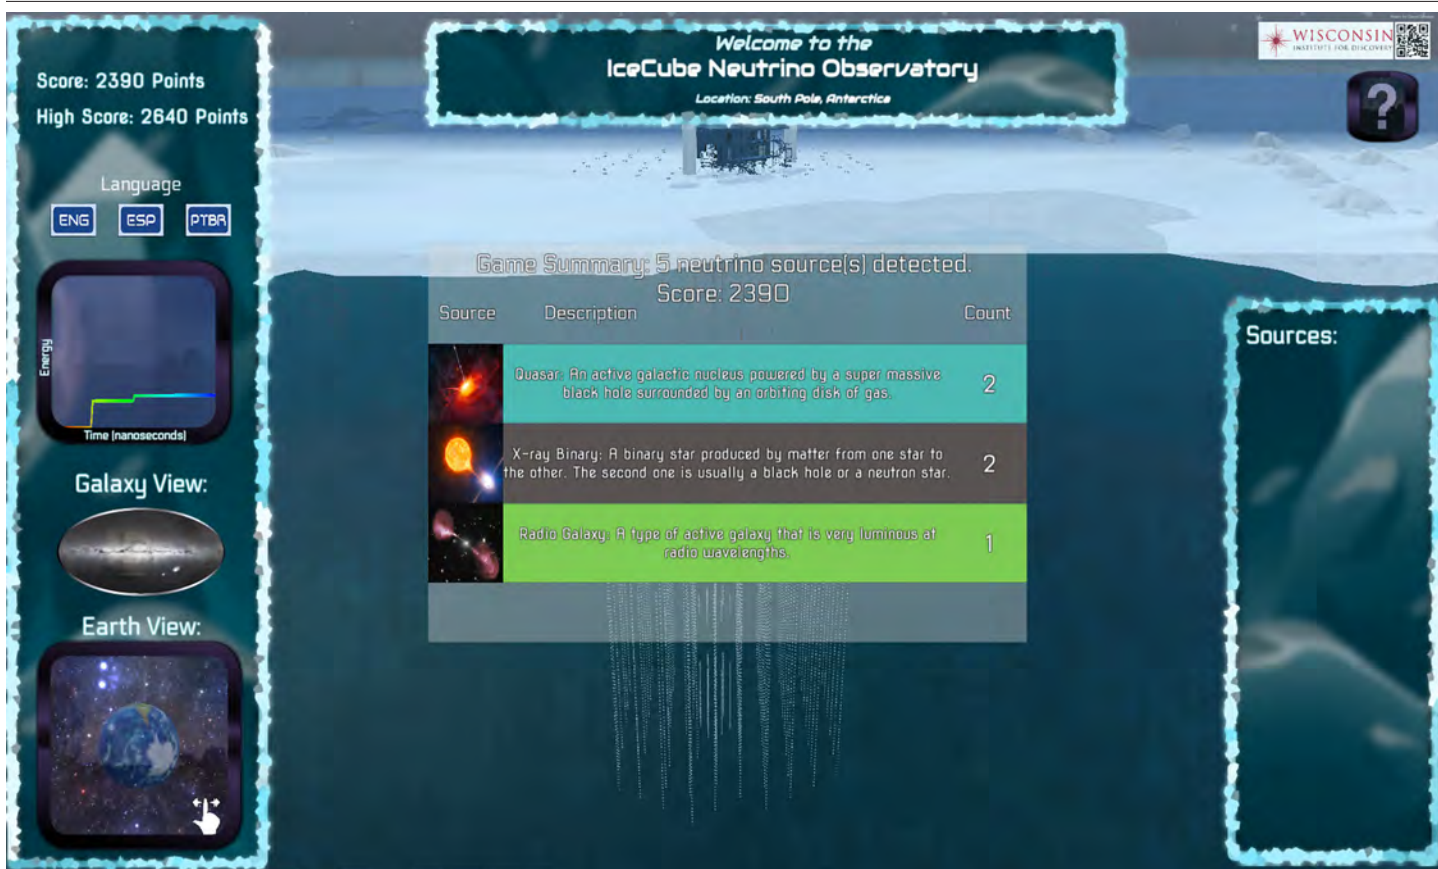 Score: 2390 Points
High Score: 2640 Points
Language
ENG ESP PTBR
Energy
Time (nanoseconds)
Galaxy View:
Earth View:
Welcome to the
IceCube Neutrino Observatory
Location: South Pole, Antarctica
Game Summary: 5 neutrino source(s) detected.
Score: 2390
Source Description Count
Quasar: An active galactic nucleus powered by a super massive
black hole surrounded by an orbiting disk of gas.
2
X-ray Binary: A binary star produced by matter from one star to
the other. The second one is usually a black hole or a neutron star.
2
Radio Galaxy: A type of active galaxy that is very luminous at
radio wavelengths.
1
WISCONSIN
INSTITUTE FOR DISCOVERY
?
Sources: